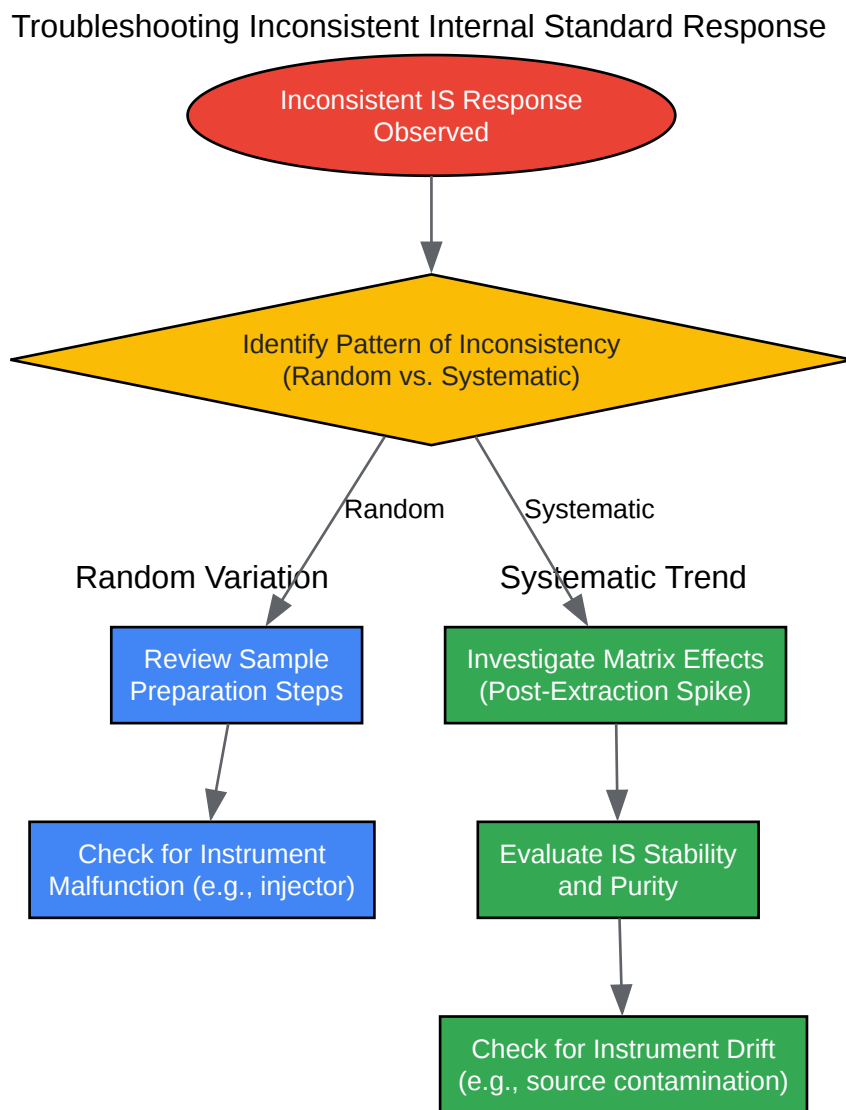 Troubleshooting Inconsistent Internal Standard Response
Inconsistent IS Response
Observed
Identify Pattern of Inconsistency
(Random vs. Systematic)
Random
Systematic
Random Variation
Systematic Trend
Review Sample
Preparation Steps
Investigate Matrix Effects
(Post-Extraction Spike)
Check for Instrument
Malfunction (e.g., injector)
Evaluate IS Stability
and Purity
Check for Instrument Drift
(e.g., source contamination)